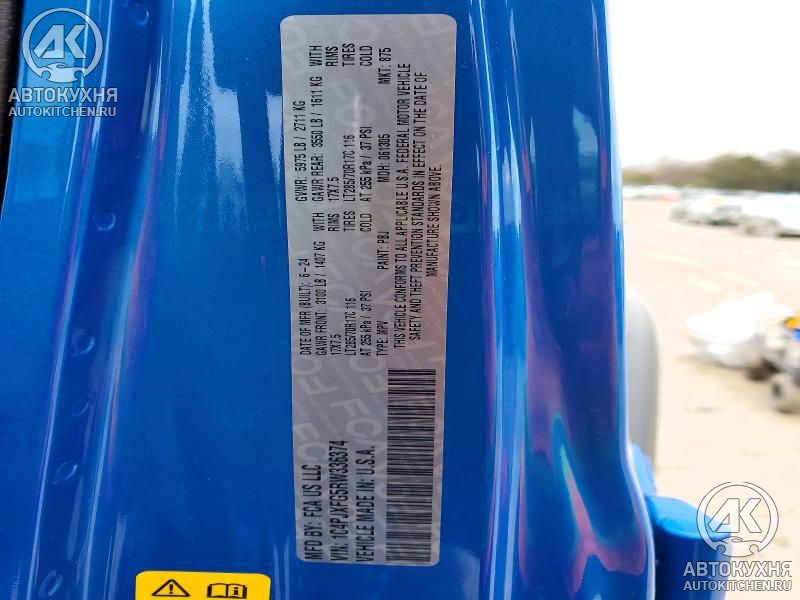 АВТОКУХНЯ
AUTOKITCHEN.RU
MFD BY: FCA US LLC
DATE OF MFR (BUILT): 6-24
GVWR: 5975 LB / 2711 KG
GAWR FRONT: 3100 LB / 1407 KG WITH
17X7.5 RIMS
LT285/70R17C 116 TIRES
AT 255 kPa / 37 PSI COLD
GAWR REAR: 3550 LB / 1611 KG WITH
17X7.5 RIMS
LT285/70R17C 116 TIRES
AT 255 kPa / 37 PSI COLD
VIN: 1C4PJXFG5RW336374
TYPE: MPV PAINT: PBJ MDH: 061305 MKT: 875
VEHICLE MADE IN: U.S.A.
THIS VEHICLE CONFORMS TO ALL APPLICABLE U.S.A. FEDERAL MOTOR VEHICLE
SAFETY AND THEFT PREVENTION STANDARDS IN EFFECT ON THE DATE OF
MANUFACTURE SHOWN ABOVE.
АВТОКУХНЯ
AUTOKITCHEN.RU